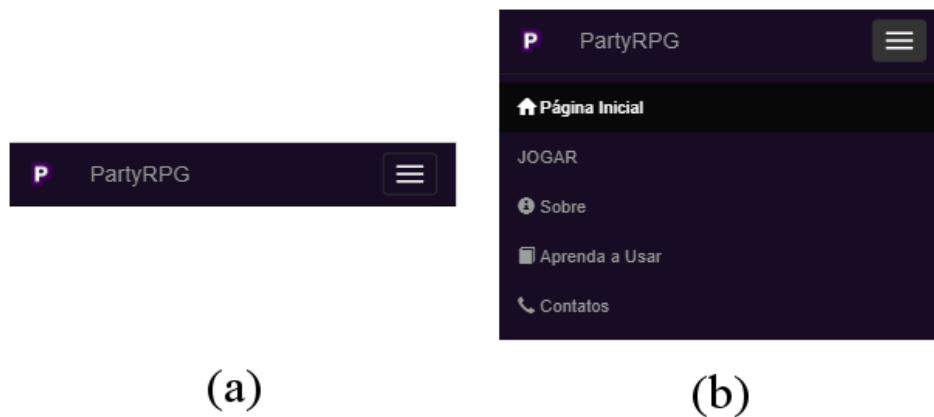 P PartyRPG
P PartyRPG
Página Inicial
JOGAR
Sobre
Aprenda a Usar
Contatos
(a)
(b)